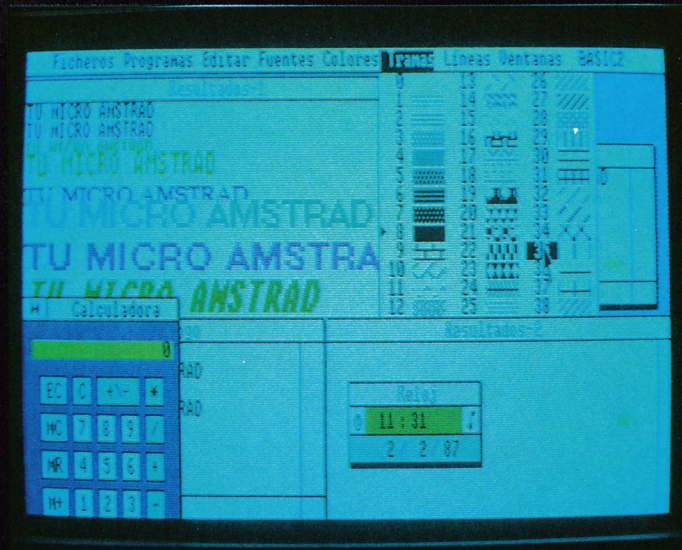 Ficheros Programas Editar Fuentes Colores Tramas Lineas Ventanas BASIC2
Resultados-1
TU MICRO AMSTRAD
TU MICRO AMSTRAD
TU MICRO AMSTRAD
TU MICRO AMSTRAD
TU MICRO AMSTRAD
TU MICRO AMSTRAD
TU MICRO AMSTRA
TU MICRO AMSTRAD
0 13 26
1 14 27
2 15 28
3 16 29
4 17 30
5 18 31
6 19 32
7 20 33
8 21 34
9 22 35
10 23 36
11 24 37
12 25 38
Calculadora
0
EC C +\- *
MC 7 8 9 /
MR 4 5 6 +
M+ 1 2 3 -
RAD
RAD
Resultados-2
Reloj
11:31
2/ 2/87